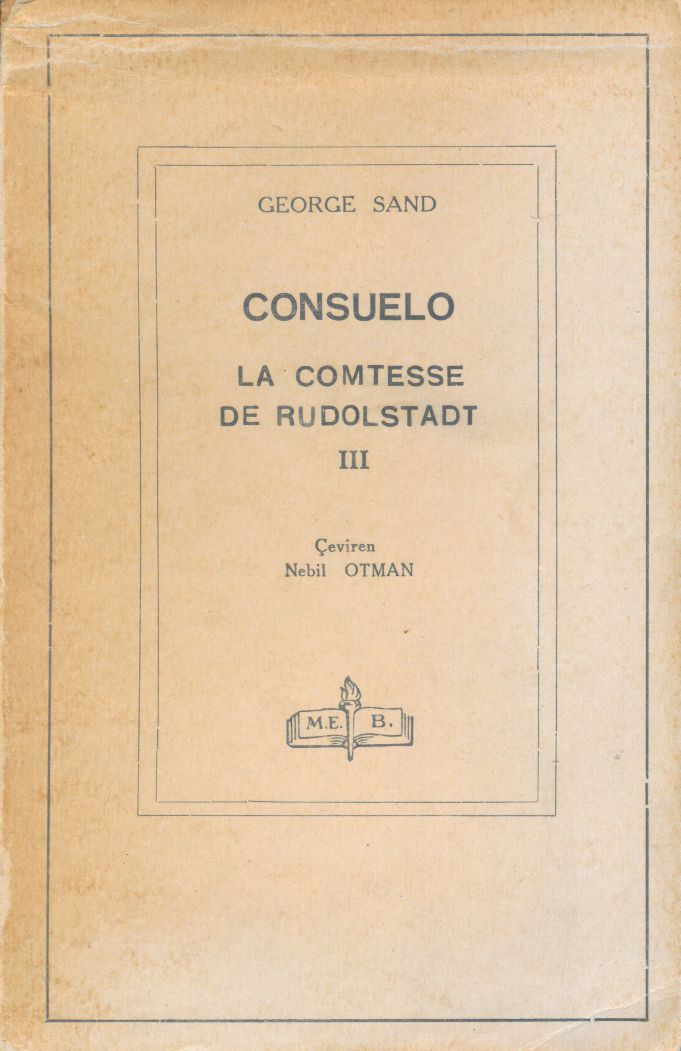 GEORGE SAND
CONSUELO
LA COMTESSE
DE RUDOLSTADT
III
Çeviren
Nebil OTMAN
M.E. B.